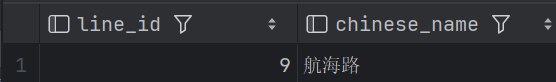 line_id chinese_name
1 9 航海路